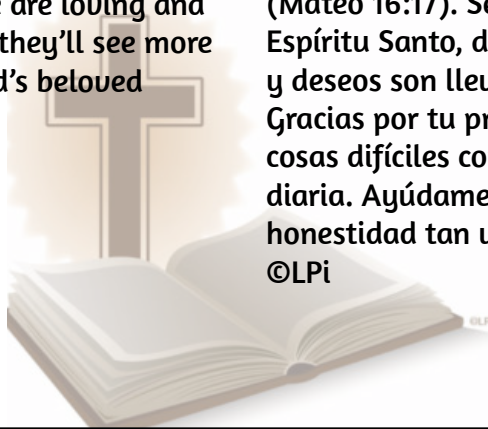 are loving and
they'll see more
d's beloved
(Mateo 16:17). Se
Espíritu Santo, d
y deseos son lleu
Gracias por tu pr
cosas difíciles co
diaria. Ayúdame
honestidad tan u
©LPi